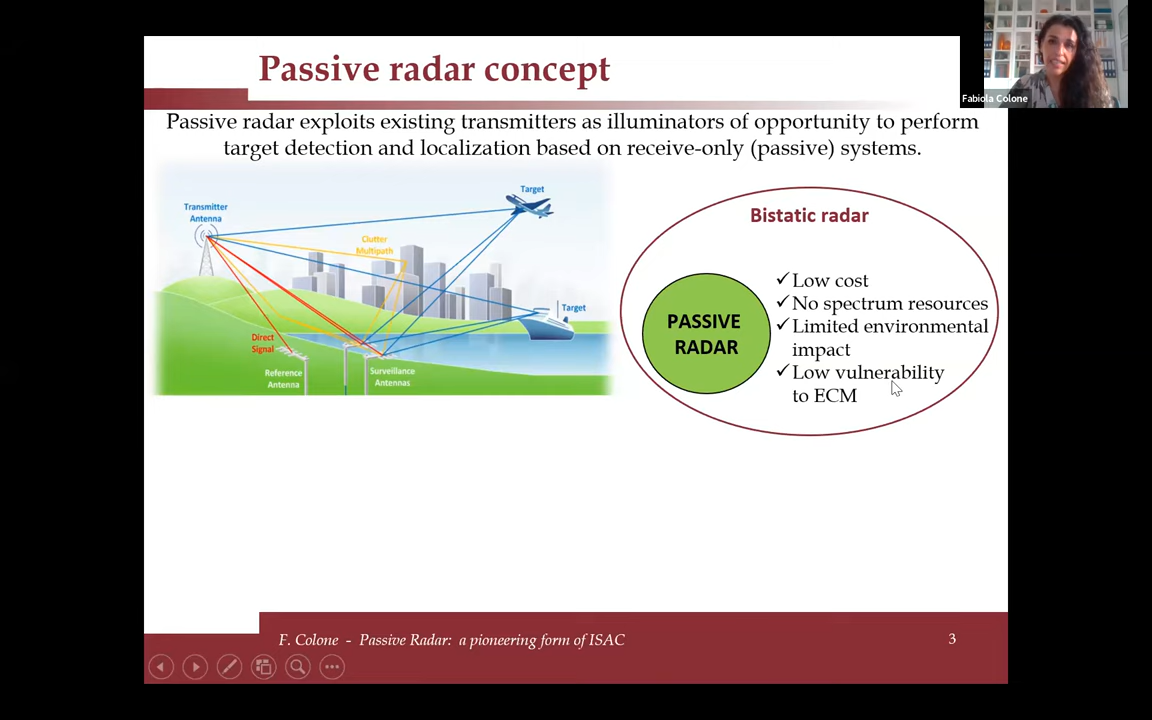 Passive radar concept
Fabiola Colone
Passive radar exploits existing transmitters as illuminators of opportunity to perform
target detection and localization based on receive-only (passive) systems.
Transmitter
Antenna
Target
Clutter
Multipath
Target
Direct
Signal
Reference
Antenna
Surveillance
Antennas
Bistatic radar
PASSIVE
RADAR
✓Low cost
✓No spectrum resources
✓Limited environmental
impact
✓Low vulnerability
to ECM
F. Colone - Passive Radar: a pioneering form of ISAC
3